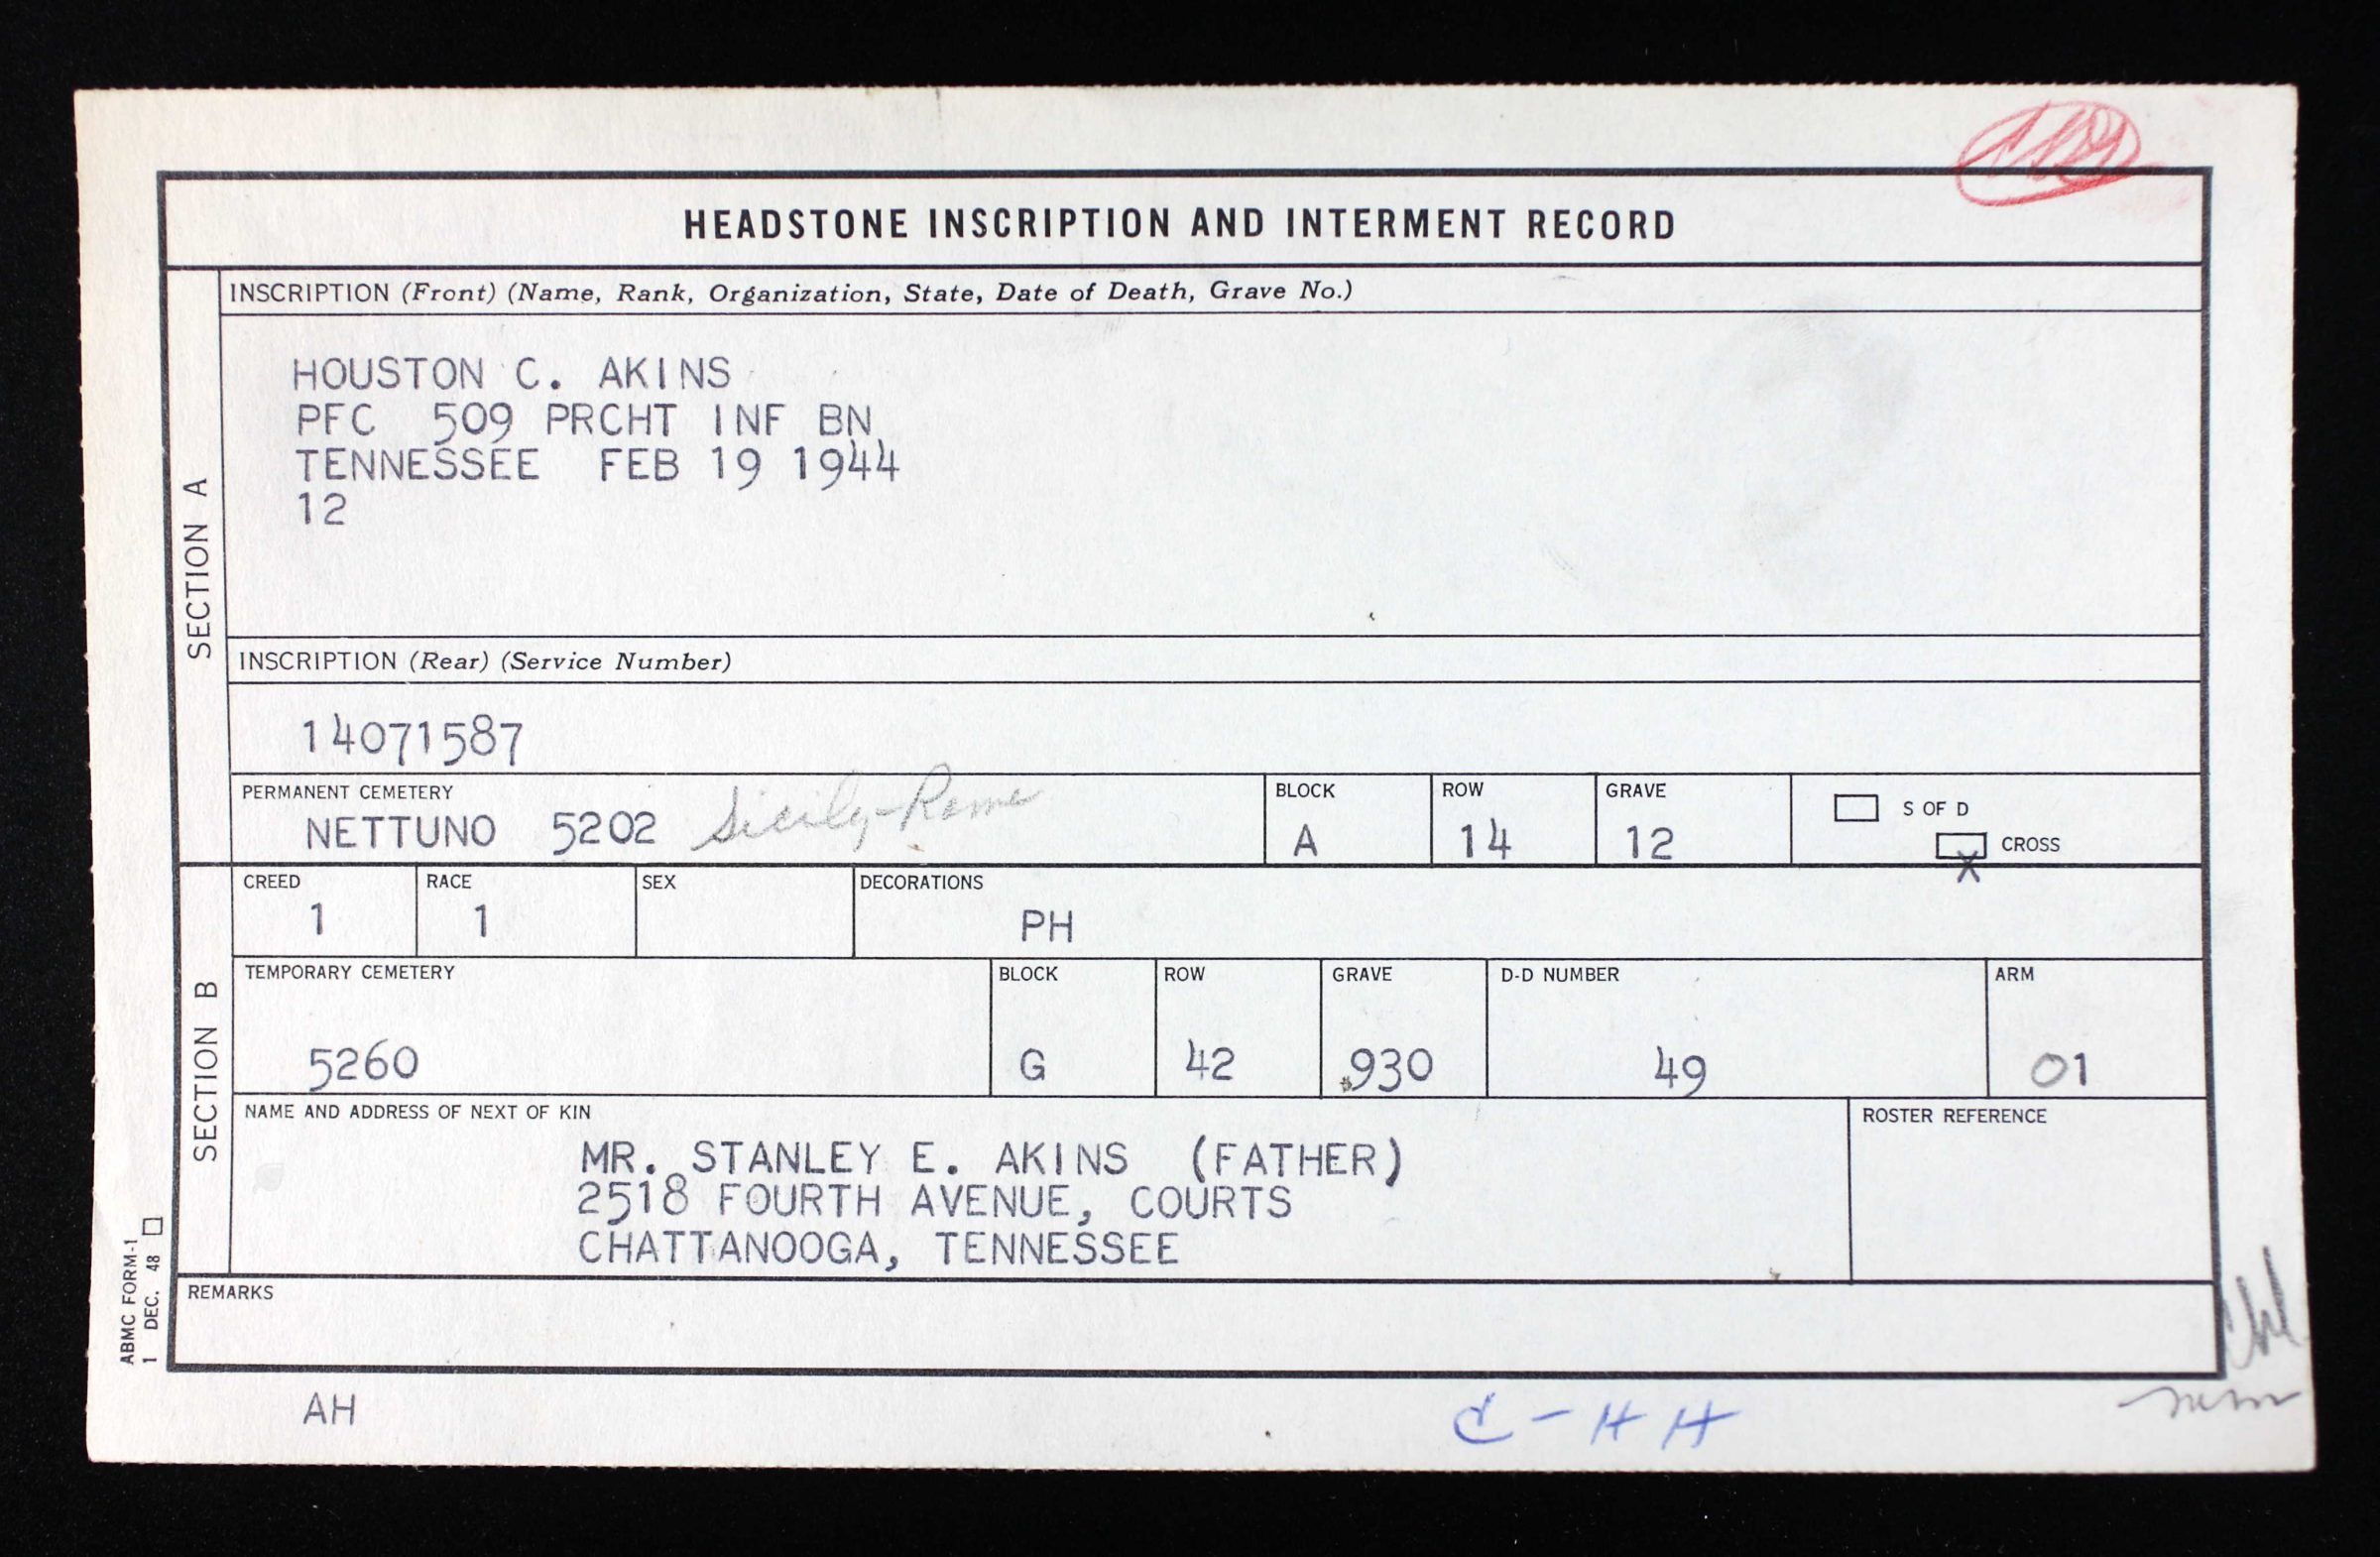 HEADSTONE INSCRIPTION AND INTERMENT RECORD
SECTION A
INSCRIPTION (Front) (Name, Rank, Organization, State, Date of Death, Grave No.)
HOUSTON C. AKINS
PFC 509 PRCHT INF BN
TENNESSEE FEB 19 1944
12
INSCRIPTION (Rear) (Service Number)
14071587
PERMANENT CEMETERY
NETTUNO 5202 Sicily-Rome
BLOCK
A
ROW
14
GRAVE
12
S OF D
CROSS
X
SECTION B
CREED
1
RACE
1
SEX
DECORATIONS
PH
TEMPORARY CEMETERY
5260
BLOCK
G
ROW
42
GRAVE
930
D-D NUMBER
49
ARM
01
NAME AND ADDRESS OF NEXT OF KIN
MR. STANLEY E. AKINS (FATHER)
2518 FOURTH AVENUE, COURTS
CHATTANOOGA, TENNESSEE
ROSTER REFERENCE
REMARKS
ABMC FORM-1
1 DEC. 48
AH
C - H H